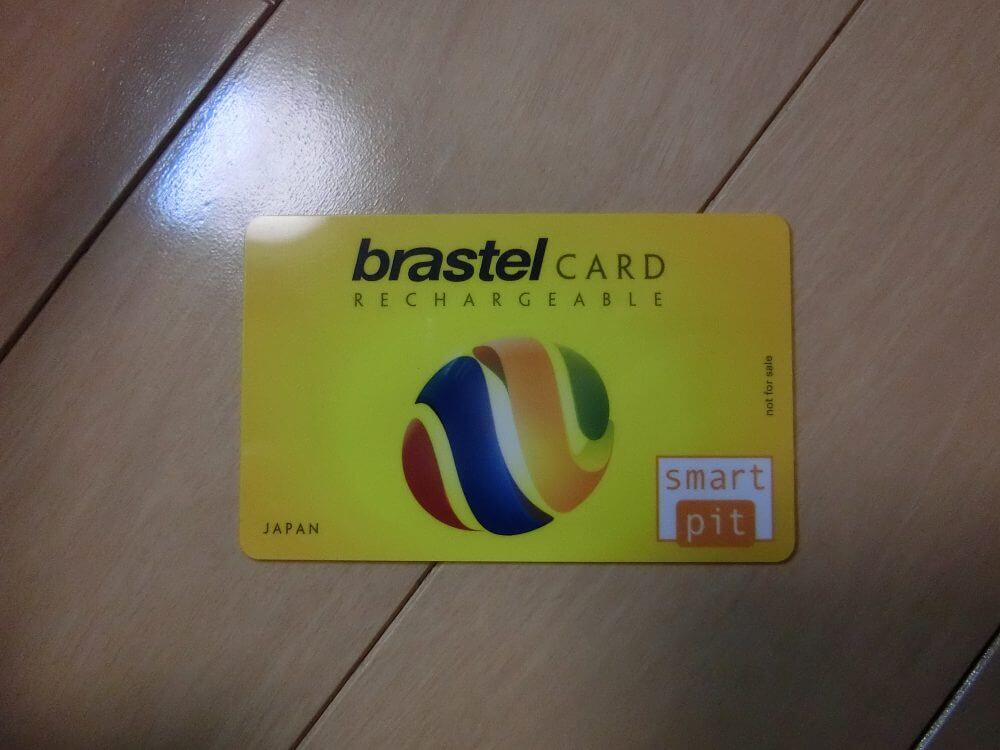 brastel CARD
RECHARGEABLE
not for sale
smart
pit
JAPAN